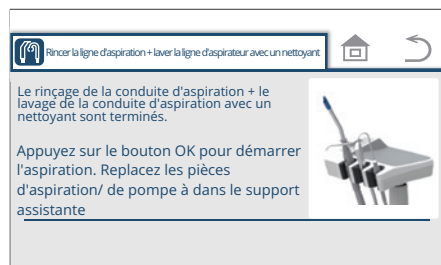 Rincer la ligne d'aspiration + laver la ligne d'aspirateur avec un nettoyant
Le rinçage de la conduite d'aspiration + le
lavage de la conduite d'aspiration avec un
nettoyant sont terminés.
Appuyez sur le bouton OK pour démarrer
l'aspiration. Replacez les pièces
d'aspiration/ de pompe à dans le support
assistante